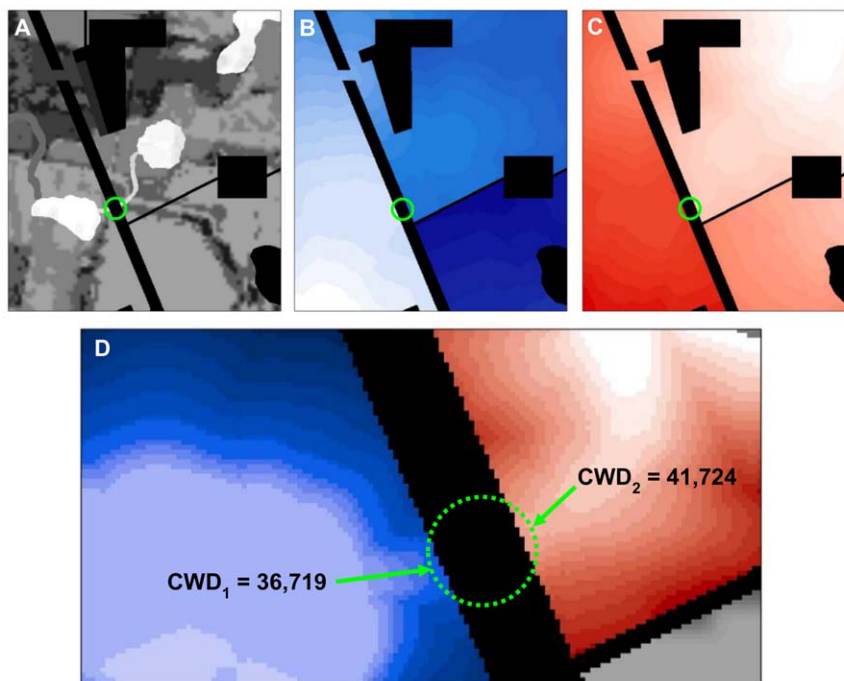 A
B
C
D
CWD₂ = 41,724
CWD₁ = 36,719